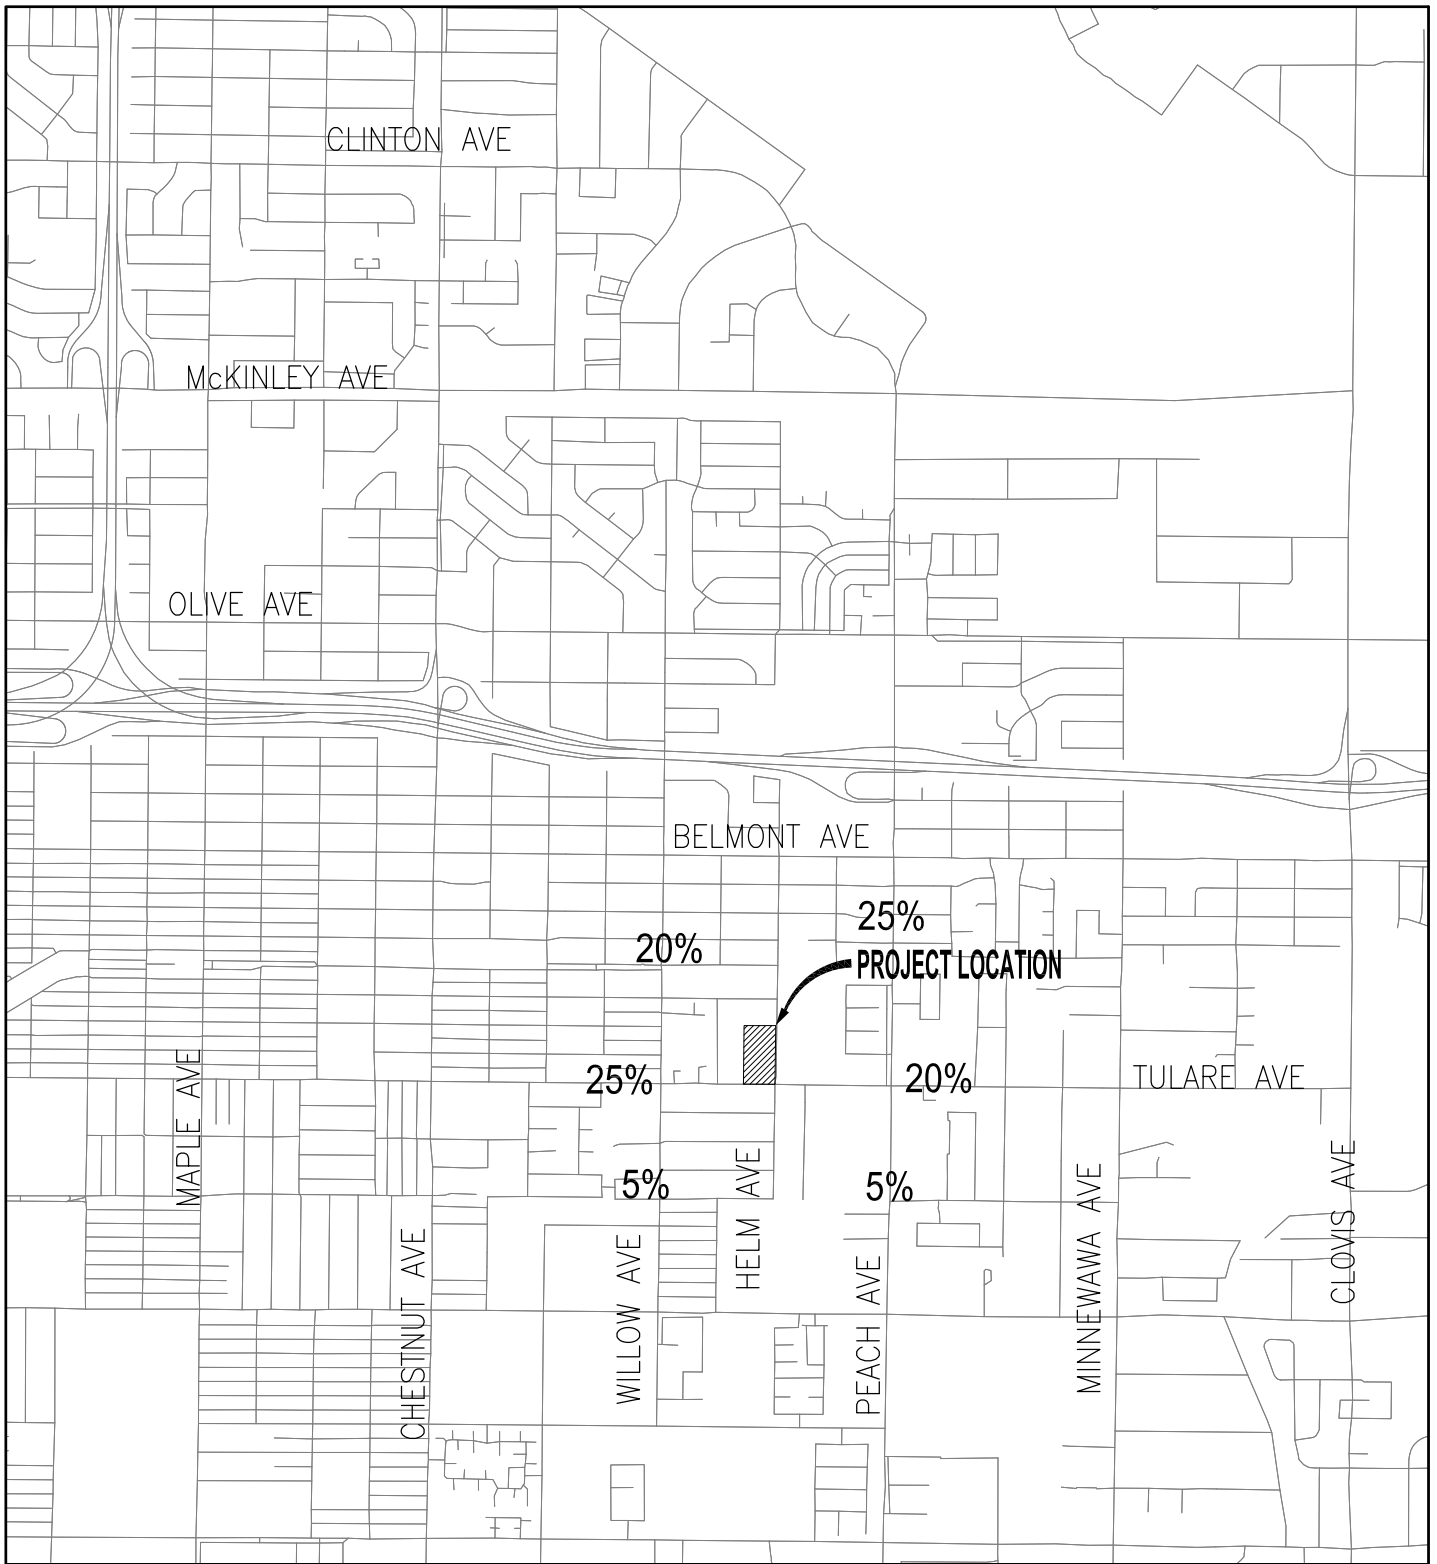 CLINTON AVE
McKINLEY AVE
OLIVE AVE
BELMONT AVE
25%
20%
PROJECT LOCATION
25%
20%
TULARE AVE
MAPLE AVE
5%
5%
HELM AVE
CLOVIS AVE
MINNEWAWA AVE
CHESTNUT AVE
WILLOW AVE
PEACH AVE